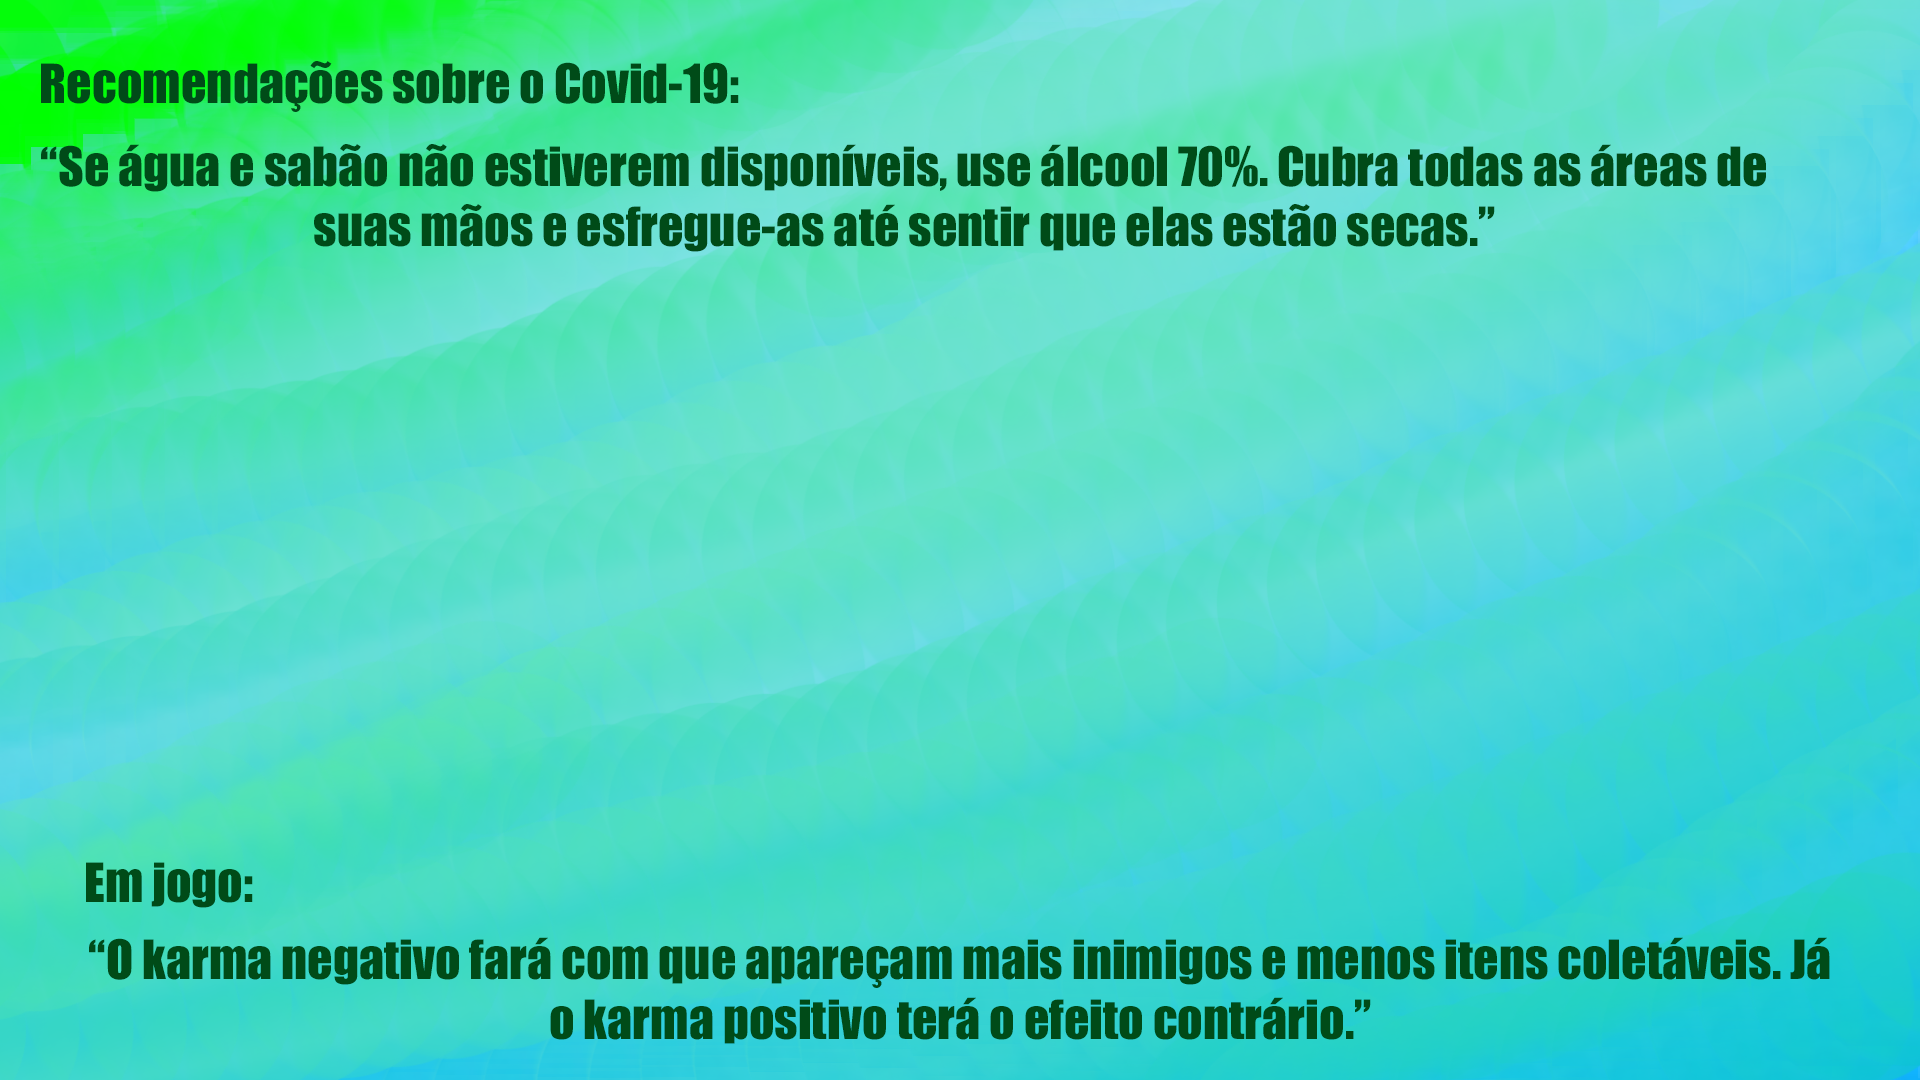 Recomendações sobre o Covid-19:
“Se água e sabão não estiverem disponíveis, use álcool 70%. Cubra todas as áreas de
suas mãos e esfregue-as até sentir que elas estão secas.”
Em jogo:
“O karma negativo fará com que apareçam mais inimigos e menos itens coletáveis. Já
o karma positivo terá o efeito contrário.”